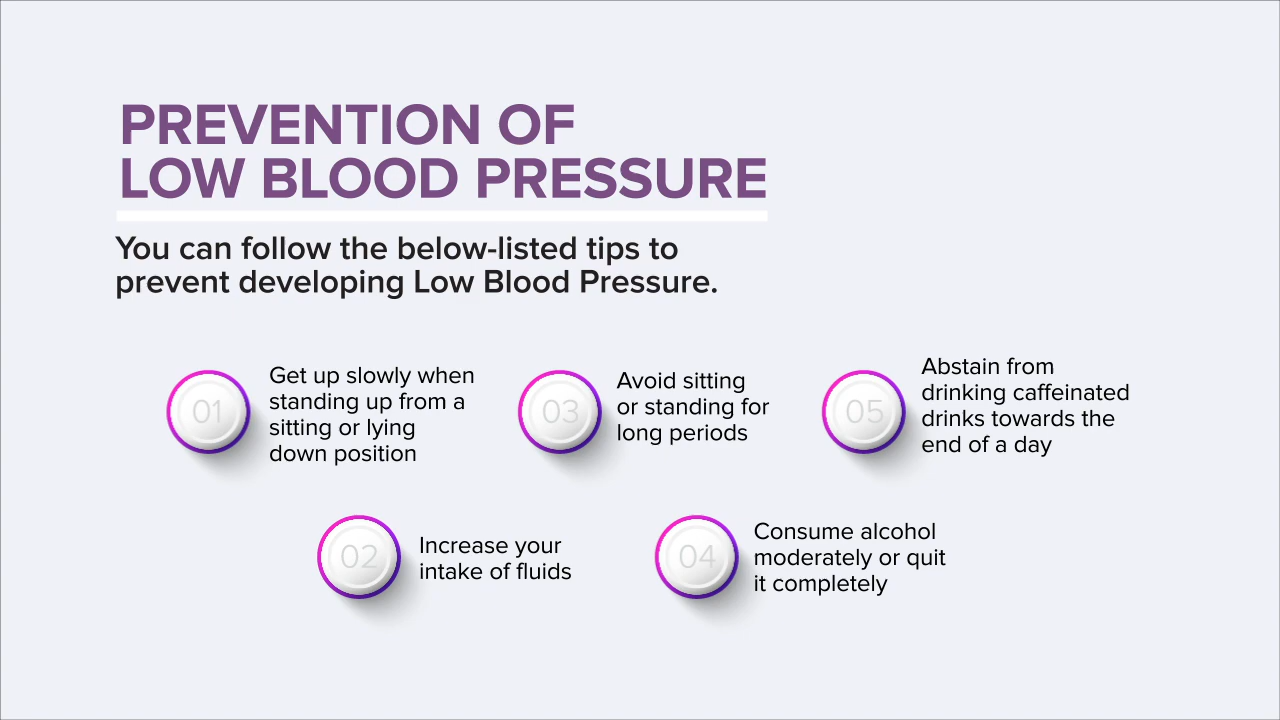 PREVENTION OF
LOW BLOOD PRESSURE
You can follow the below-listed tips to
prevent developing Low Blood Pressure.
01
Get up slowly when
standing up from a
sitting or lying
down position
02
Increase your
intake of fluids
03
Avoid sitting
or standing for
long periods
04
Consume alcohol
moderately or quit
it completely
05
Abstain from
drinking caffeinated
drinks towards the
end of a day